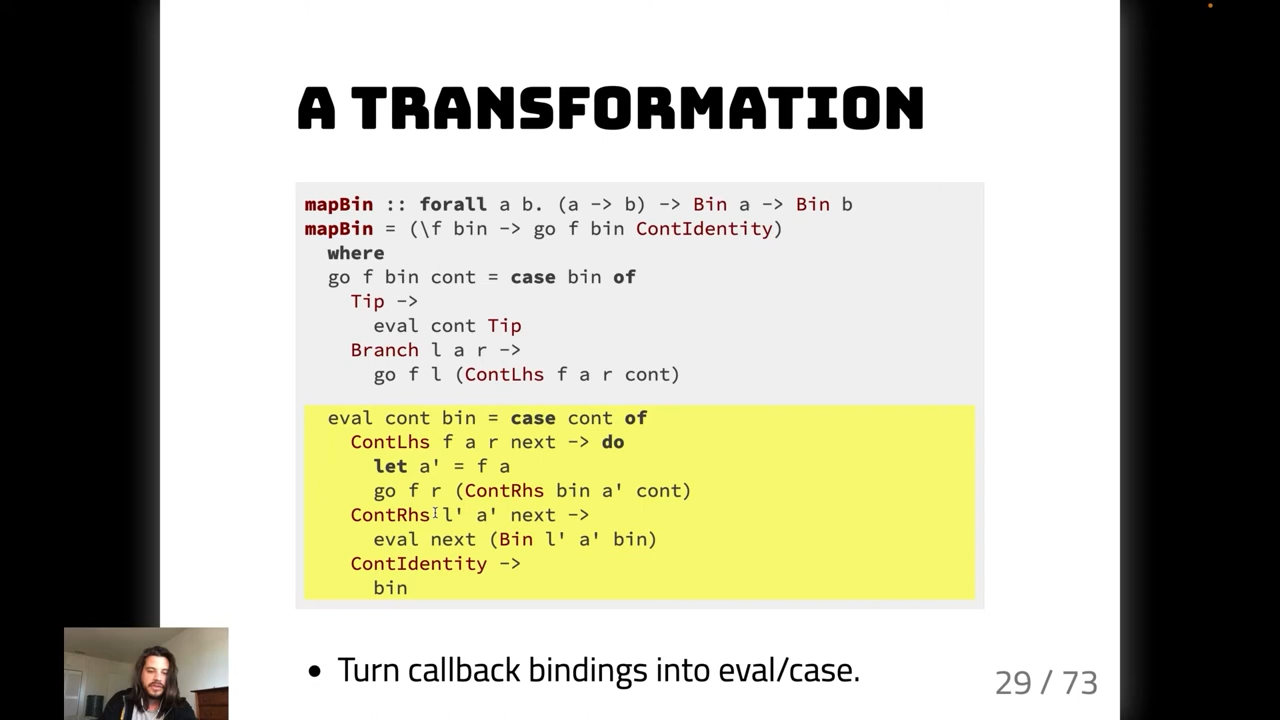 A TRANSFORMATION
mapBin :: forall a b. (a -> b) -> Bin a -> Bin b
mapBin = (\f bin -> go f bin ContIdentity)
  where
  go f bin cont = case bin of
    Tip ->
      eval cont Tip
    Branch l a r ->
      go f l (ContLhs f a r cont)
  eval cont bin = case cont of
    ContLhs f a r next -> do
      let a' = f a
      go f r (ContRhs bin a' cont)
    ContRhs l' a' next ->
      eval next (Bin l' a' bin)
    ContIdentity ->
      bin
• Turn callback bindings into eval/case.
29 / 73